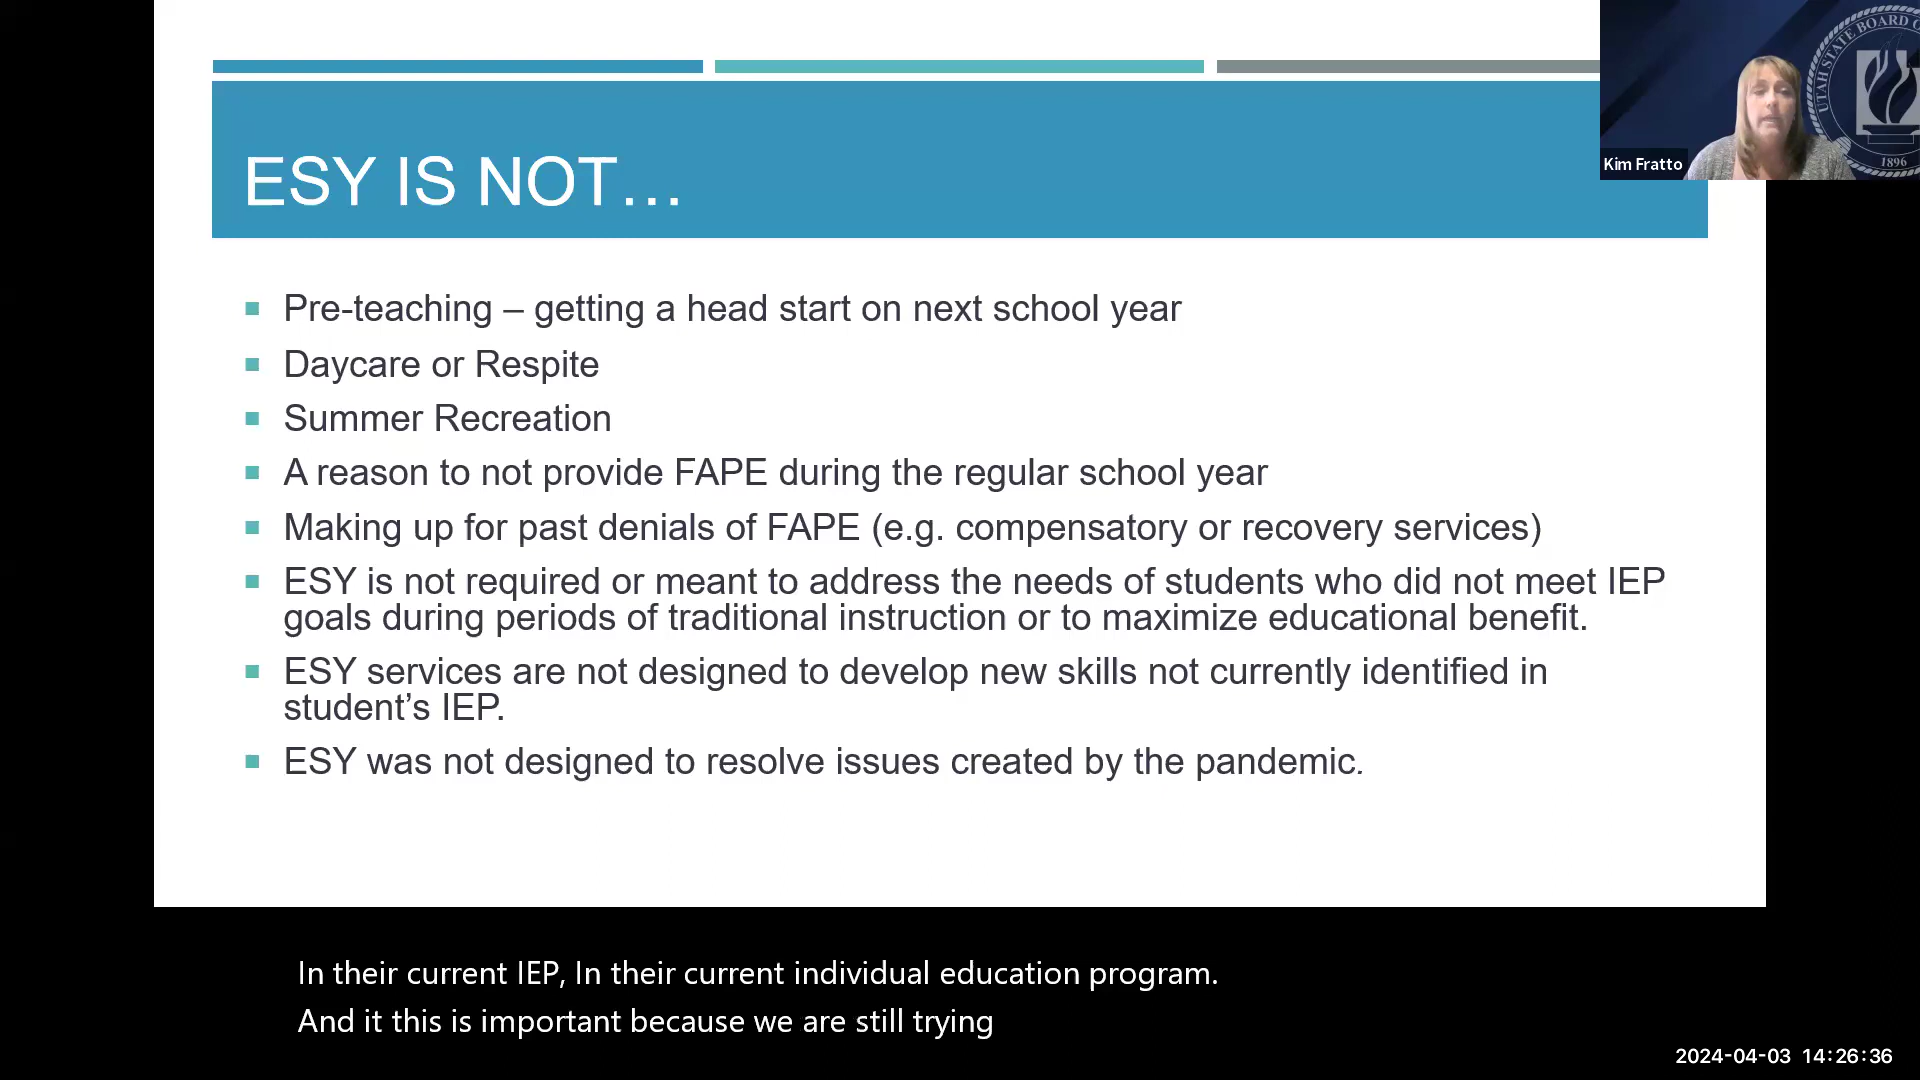 UTAH STATE BOARD O
1896
Kim Fratto
ESY IS NOT…
Pre-teaching – getting a head start on next school year
Daycare or Respite
Summer Recreation
A reason to not provide FAPE during the regular school year
Making up for past denials of FAPE (e.g. compensatory or recovery services)
ESY is not required or meant to address the needs of students who did not meet IEP
goals during periods of traditional instruction or to maximize educational benefit.
ESY services are not designed to develop new skills not currently identified in
student’s IEP.
ESY was not designed to resolve issues created by the pandemic.
In their current IEP, In their current individual education program.
And it this is important because we are still trying
2024-04-03 14:26:36